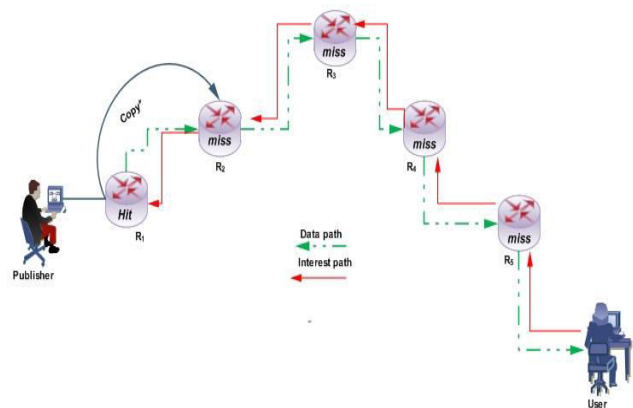 miss
R3
Copy*
miss
R2
miss
R4
Hit
R1
miss
R5
Publisher
Data path
Interest path
User